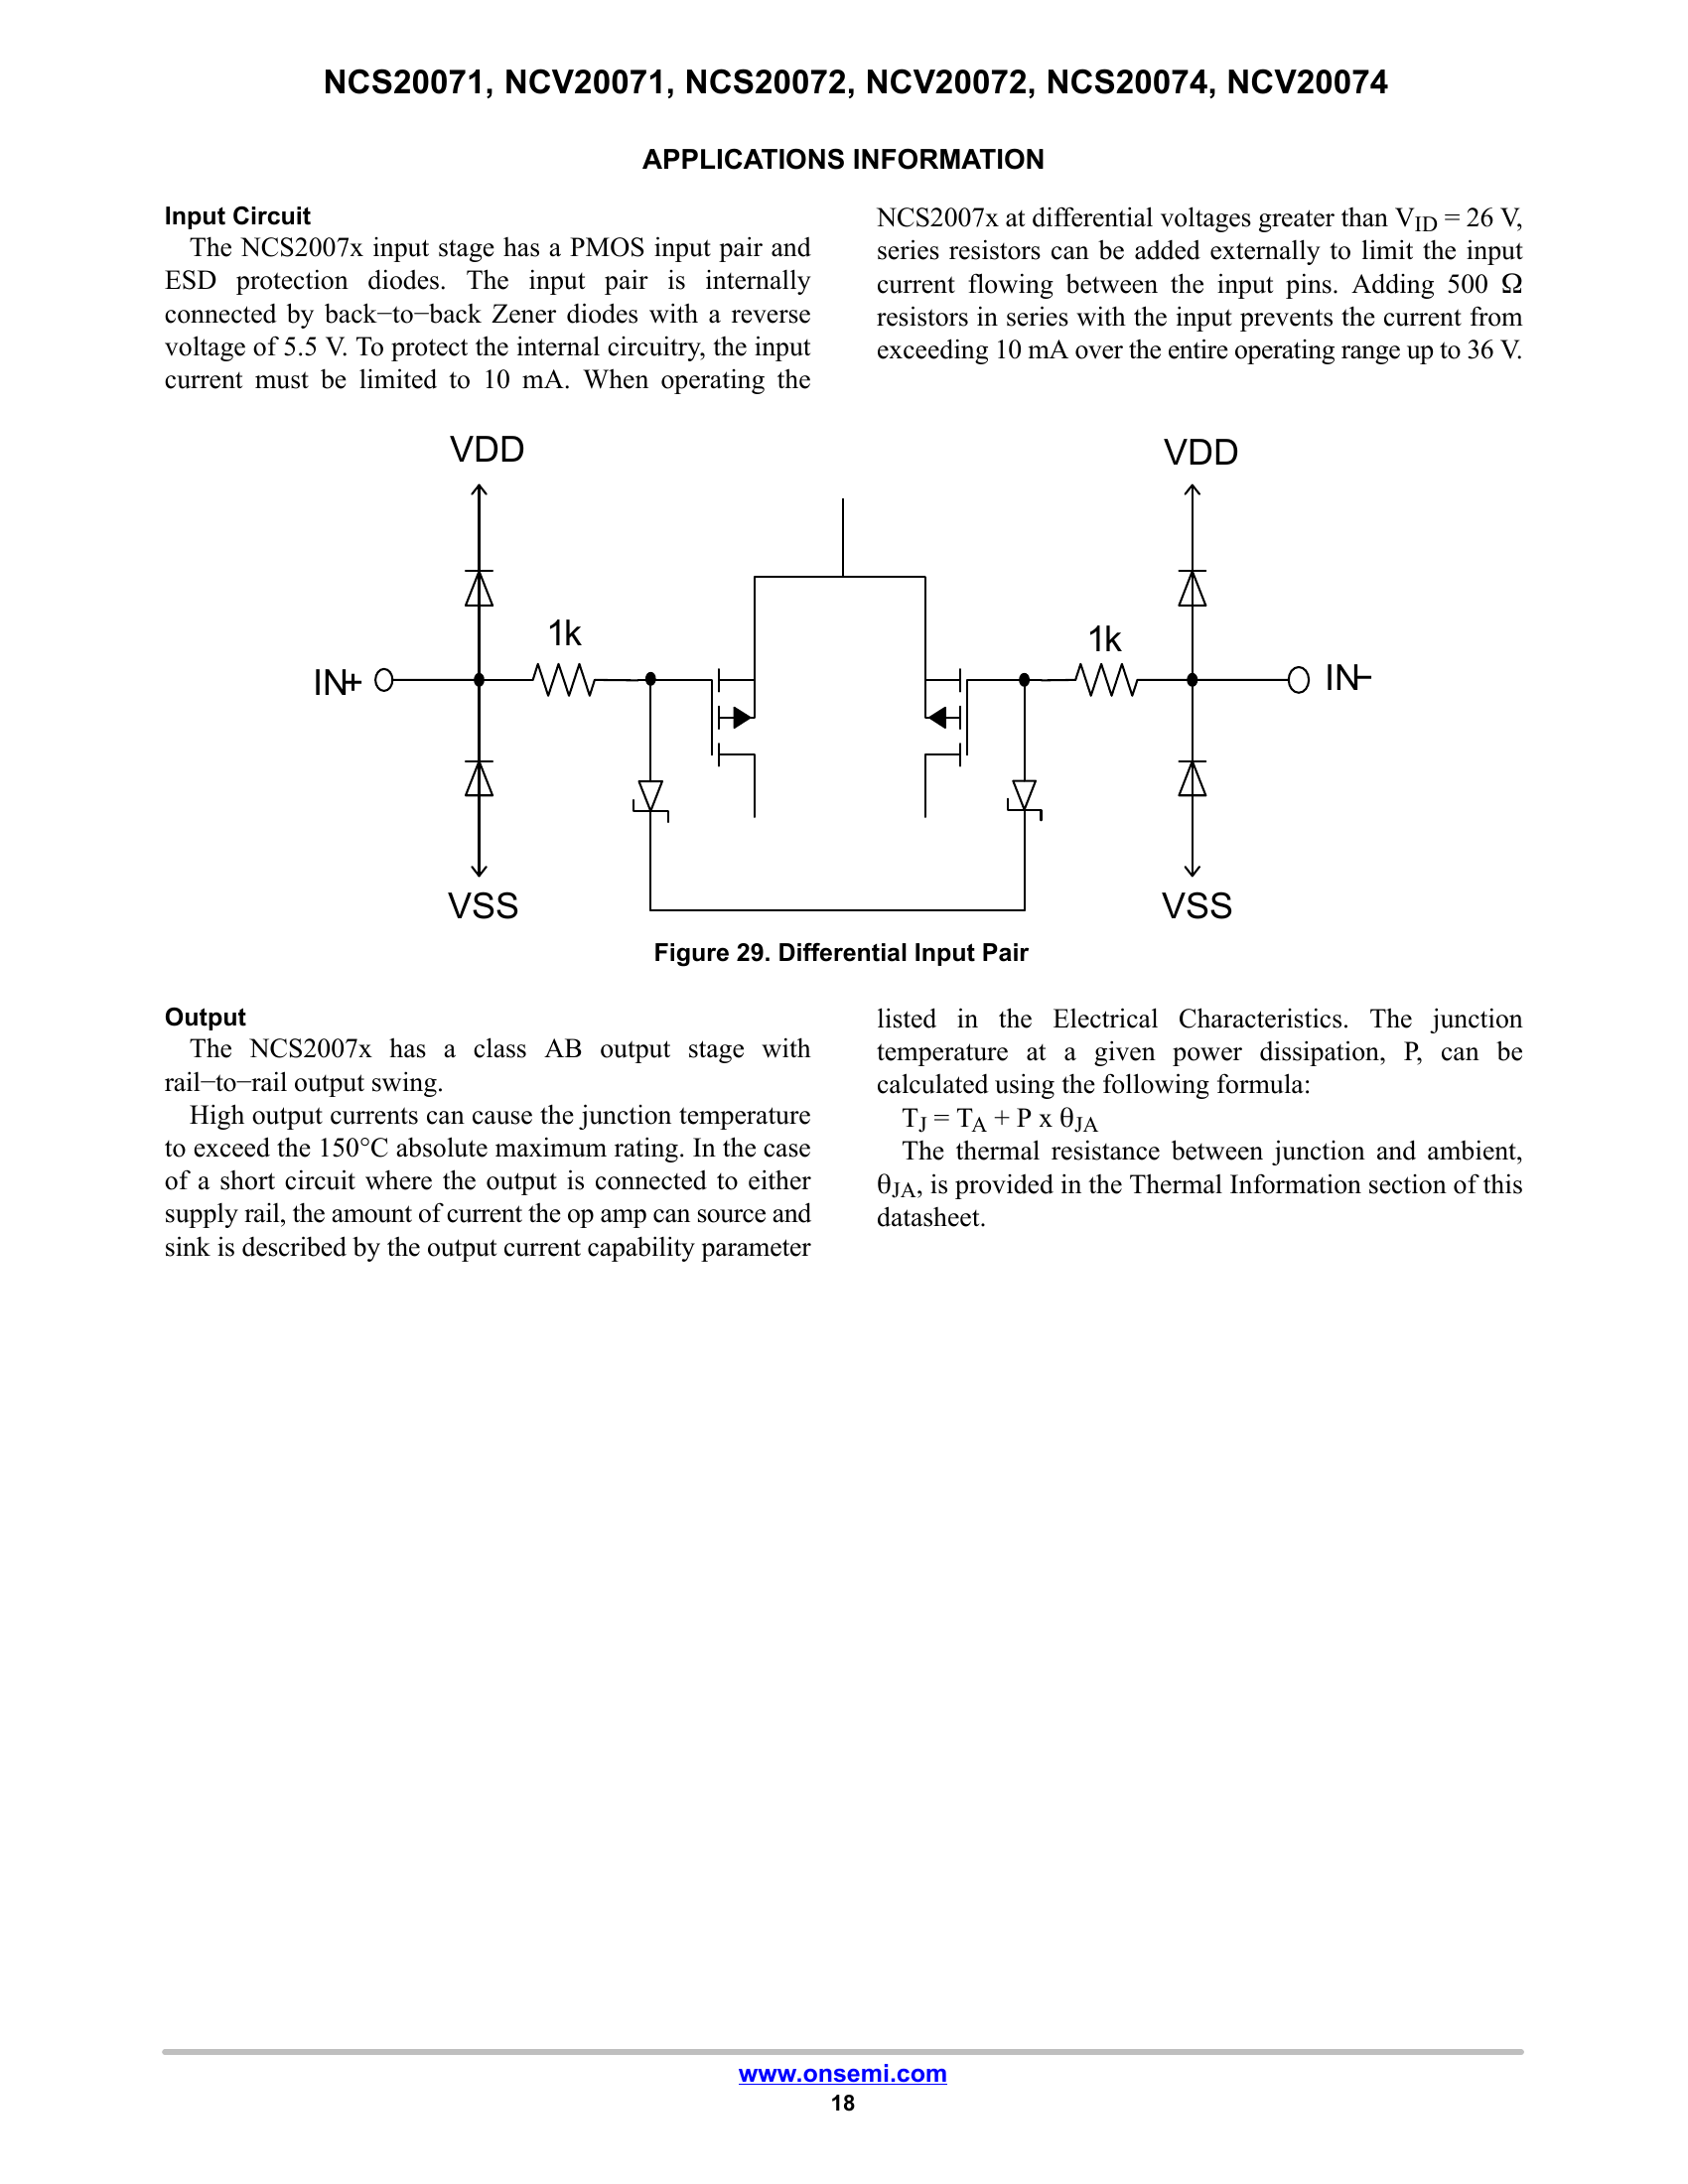 NCS20071, NCV20071, NCS20072, NCV20072, NCS20074, NCV20074
APPLICATIONS INFORMATION
Input Circuit
The NCS2007x input stage has a PMOS input pair and
ESD protection diodes. The input pair is internally
connected by back−to−back Zener diodes with a reverse
voltage of 5.5 V. To protect the internal circuitry, the input
current must be limited to 10 mA. When operating the
NCS2007x at differential voltages greater than VID = 26 V,
series resistors can be added externally to limit the input
current flowing between the input pins. Adding 500 Ω
resistors in series with the input prevents the current from
exceeding 10 mA over the entire operating range up to 36 V.
VDD
VDD
1k
1k
IN+
IN−
VSS
VSS
Figure 29. Differential Input Pair
Output
The NCS2007x has a class AB output stage with
rail−to−rail output swing.
High output currents can cause the junction temperature
to exceed the 150°C absolute maximum rating. In the case
of a short circuit where the output is connected to either
supply rail, the amount of current the op amp can source and
sink is described by the output current capability parameter
listed in the Electrical Characteristics. The junction
temperature at a given power dissipation, P, can be
calculated using the following formula:
TJ = TA + P x θJA
The thermal resistance between junction and ambient,
θJA, is provided in the Thermal Information section of this
datasheet.
www.onsemi.com
18